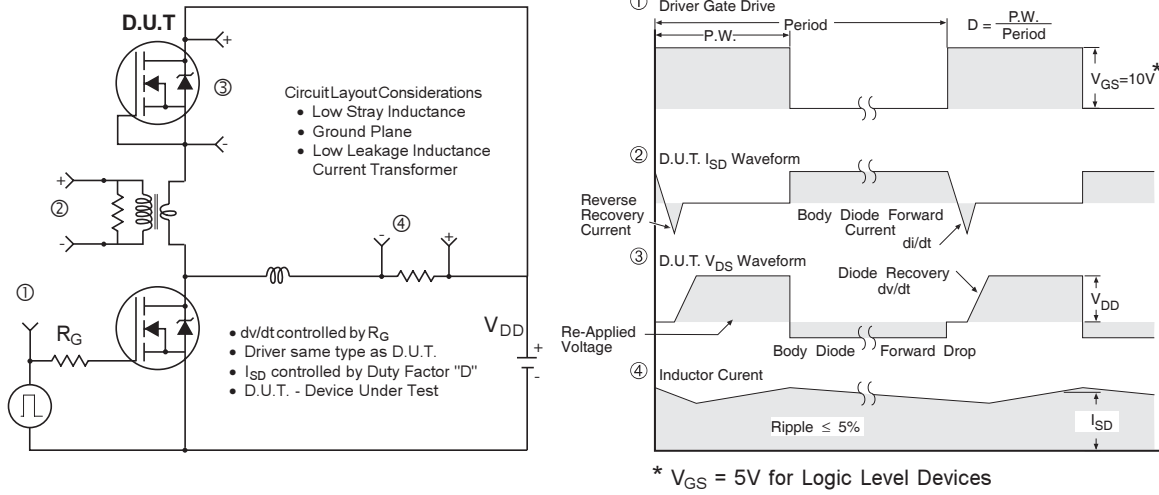 D.U.T
+
③
-
Circuit Layout Considerations
• Low Stray Inductance
• Ground Plane
• Low Leakage Inductance
Current Transformer
+
②
-
④
- +
①
R_G
V_DD
+
-
• dv/dt controlled by R_G
• Driver same type as D.U.T.
• I_SD controlled by Duty Factor "D"
• D.U.T. - Device Under Test
① Driver Gate Drive
P.W.
Period
D = P.W.
Period
V_GS=10V*
② D.U.T. I_SD Waveform
Reverse
Recovery
Current
Body Diode Forward
Current
di/dt
③ D.U.T. V_DS Waveform
Diode Recovery
dv/dt
V_DD
Re-Applied
Voltage
Body Diode Forward Drop
④ Inductor Curent
Ripple ≤ 5%
I_SD
* V_GS = 5V for Logic Level Devices